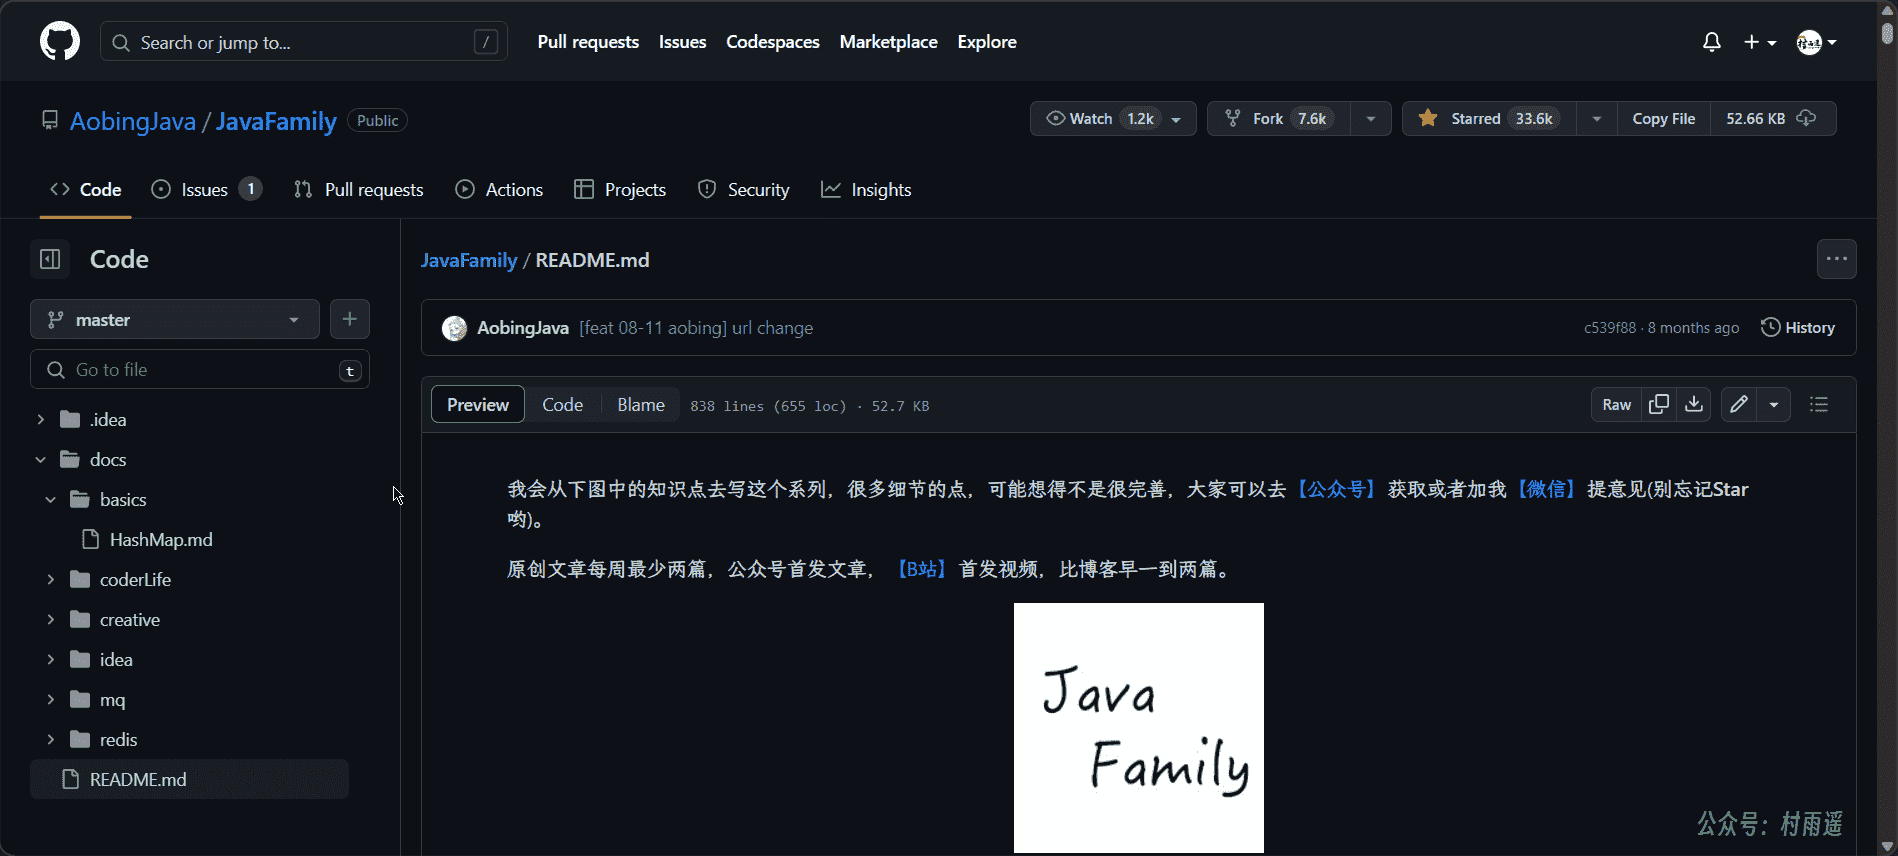 Search or jump to... /
Pull requests Issues Codespaces Marketplace Explore
AobingJava / JavaFamily Public
Watch 1.2k Fork 7.6k Starred 33.6k Copy File 52.66 KB
Code Issues 1 Pull requests Actions Projects Security Insights
Code
master
Go to file t
.idea
docs
basics
HashMap.md
coderLife
creative
idea
mq
redis
README.md
JavaFamily / README.md
AobingJava [feat 08-11 aobing] url change c539f88 · 8 months ago History
Preview Code Blame 838 lines (655 loc) · 52.7 KB Raw
我会从下图中的知识点去写这个系列，很多细节的点，可能想得不是很完善，大家可以去【公众号】获取或者加我【微信】提意见(别忘记Star
哟)。
原创文章每周最少两篇，公众号首发文章，【B站】首发视频，比博客早一到两篇。
Java
Family
公众号：村雨遥